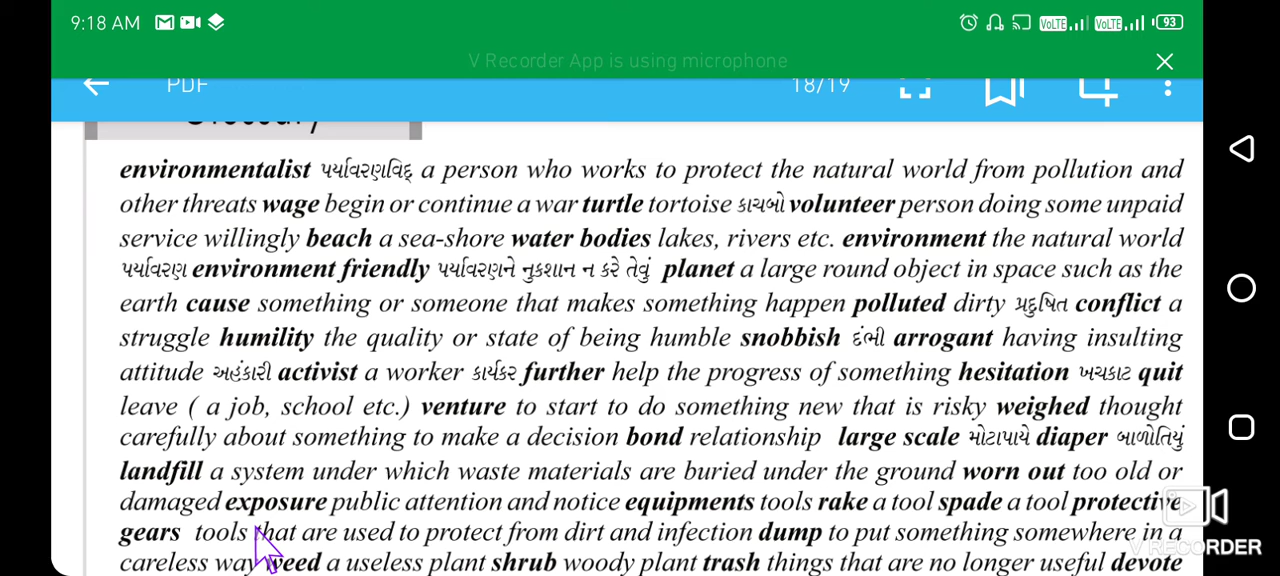 9:18 AM VoLTE VoLTE 93
V Recorder App is using microphone
PDF 18/19
Glossary
environmentalist પર્યાવરણવિદ્ a person who works to protect the natural world from pollution and
other threats wage begin or continue a war turtle tortoise કાચબો volunteer person doing some unpaid
service willingly beach a sea-shore water bodies lakes, rivers etc. environment the natural world
પર્યાવરણ environment friendly પર્યાવરણને નુકશાન ન કરે તેવું planet a large round object in space such as the
earth cause something or someone that makes something happen polluted dirty પ્રદુષિત conflict a
struggle humility the quality or state of being humble snobbish દંભી arrogant having insulting
attitude અહંકારી activist a worker કાર્યકર further help the progress of something hesitation ખચકાટ quit
leave ( a job, school etc.) venture to start to do something new that is risky weighed thought
carefully about something to make a decision bond relationship large scale મોટાપાયે diaper બાળોતિયું
landfill a system under which waste materials are buried under the ground worn out too old or
damaged exposure public attention and notice equipments tools rake a tool spade a tool protective
gears tools that are used to protect from dirt and infection dump to put something somewhere in a
careless way weed a useless plant shrub woody plant trash things that are no longer useful devote
V RECORDER